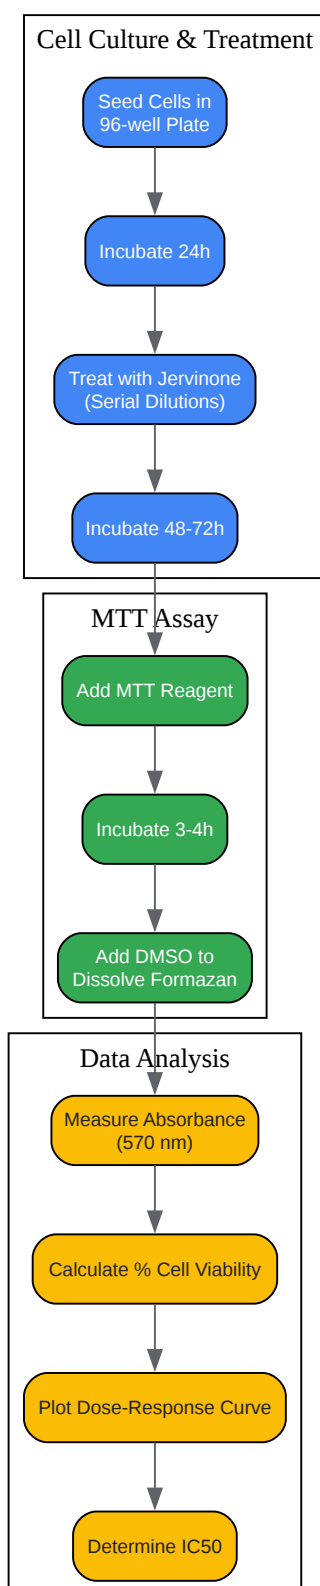 Cell Culture & Treatment
Seed Cells in
96-well Plate
Incubate 24h
Treat with Jervinone
(Serial Dilutions)
Incubate 48-72h
MTT Assay
Add MTT Reagent
Incubate 3-4h
Add DMSO to
Dissolve Formazan
Data Analysis
Measure Absorbance
(570 nm)
Calculate % Cell Viability
Plot Dose-Response Curve
Determine IC50